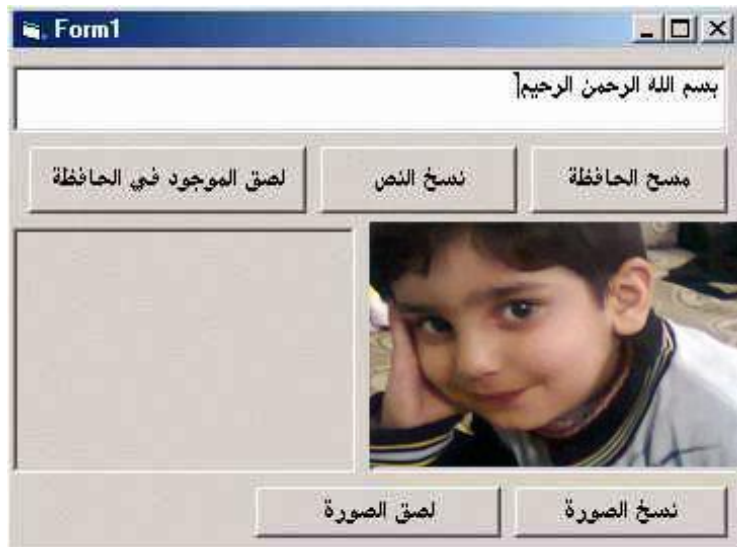 Form1
بسم الله الرحمن الرحيم
مسح الحافظة نسخ النص لصق الموجود في الحافظة
نسخ الصورة لصق الصورة